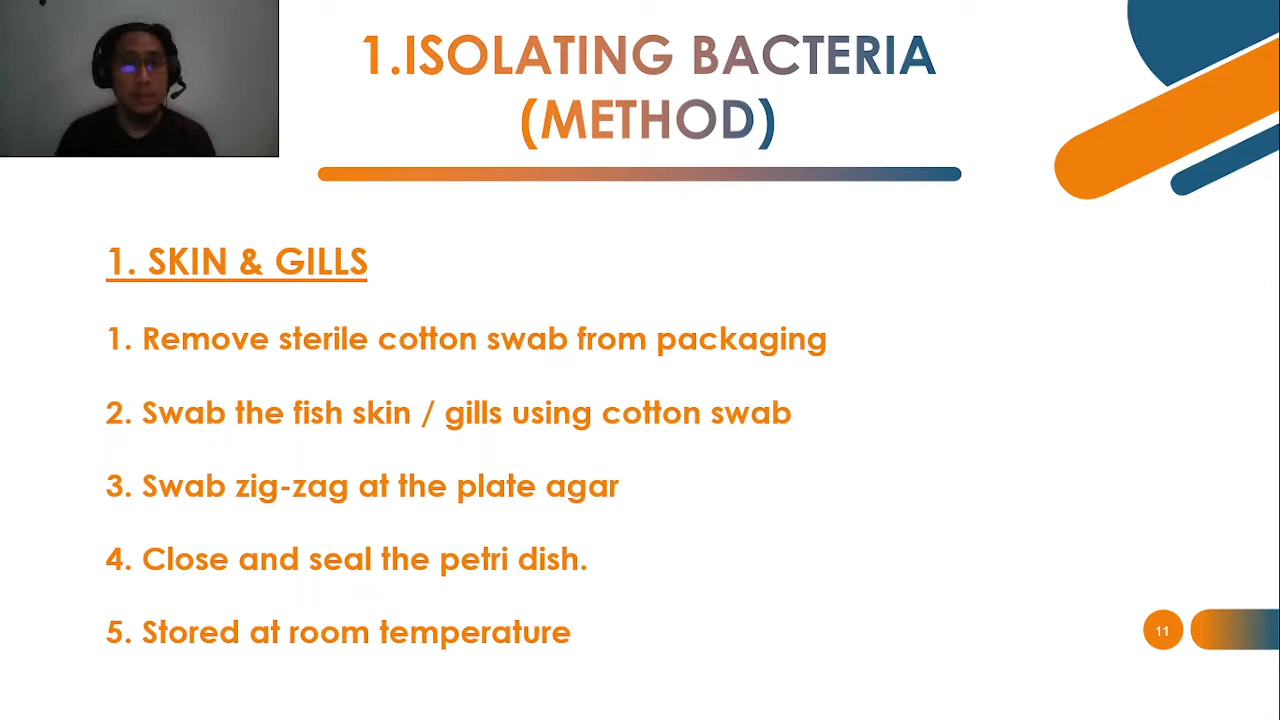 1.ISOLATING BACTERIA
(METHOD)
1. SKIN & GILLS
1. Remove sterile cotton swab from packaging
2. Swab the fish skin / gills using cotton swab
3. Swab zig-zag at the plate agar
4. Close and seal the petri dish.
5. Stored at room temperature
11